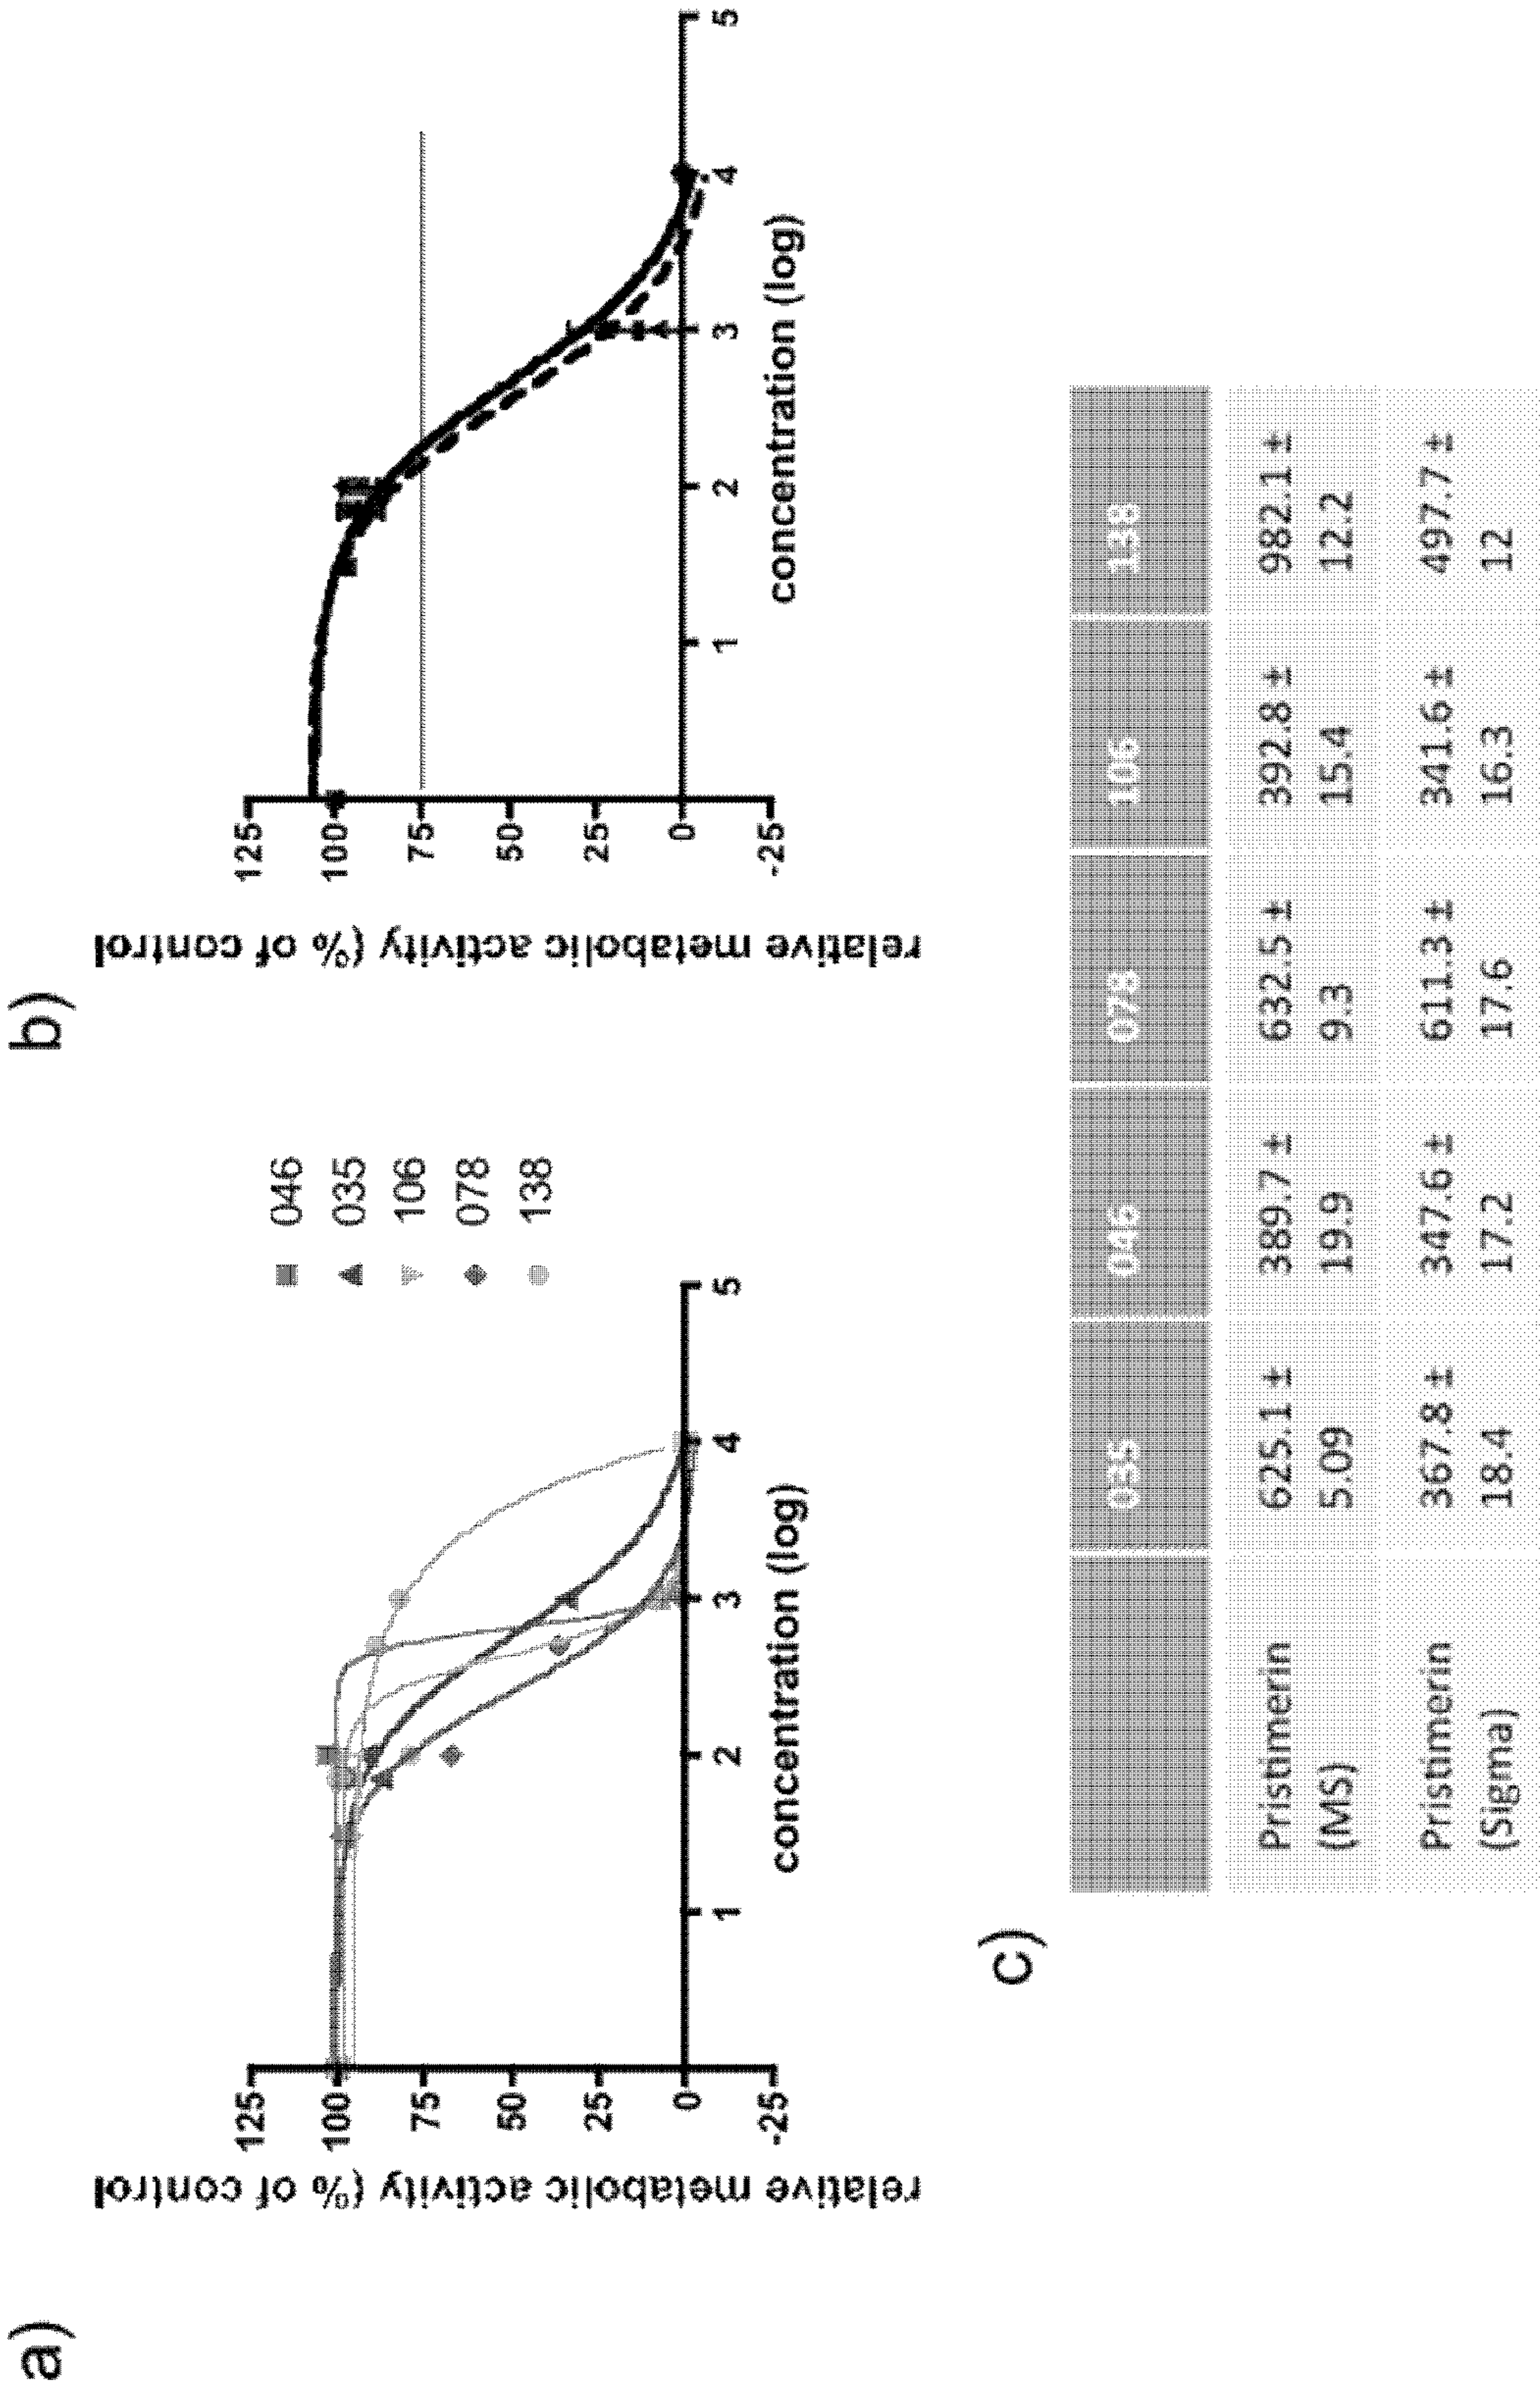 a)
relative metabolic activity (% of control)
125
100
75
50
25
0
-25
1
2
3
4
5
concentration (log)
046
035
106
078
138
b)
relative metabolic activity (% of control)
125
100
75
50
25
0
-25
1
2
3
4
5
concentration (log)
c)
035 046 078 106 138
Pristimerin 625.1 ± 389.7 ± 632.5 ± 392.8 ± 982.1 ±
(MS) 5.09 19.9 9.3 15.4 12.2
Pristimerin 367.8 ± 347.6 ± 611.3 ± 341.6 ± 497.7 ±
(Sigma) 18.4 17.2 17.6 16.3 12